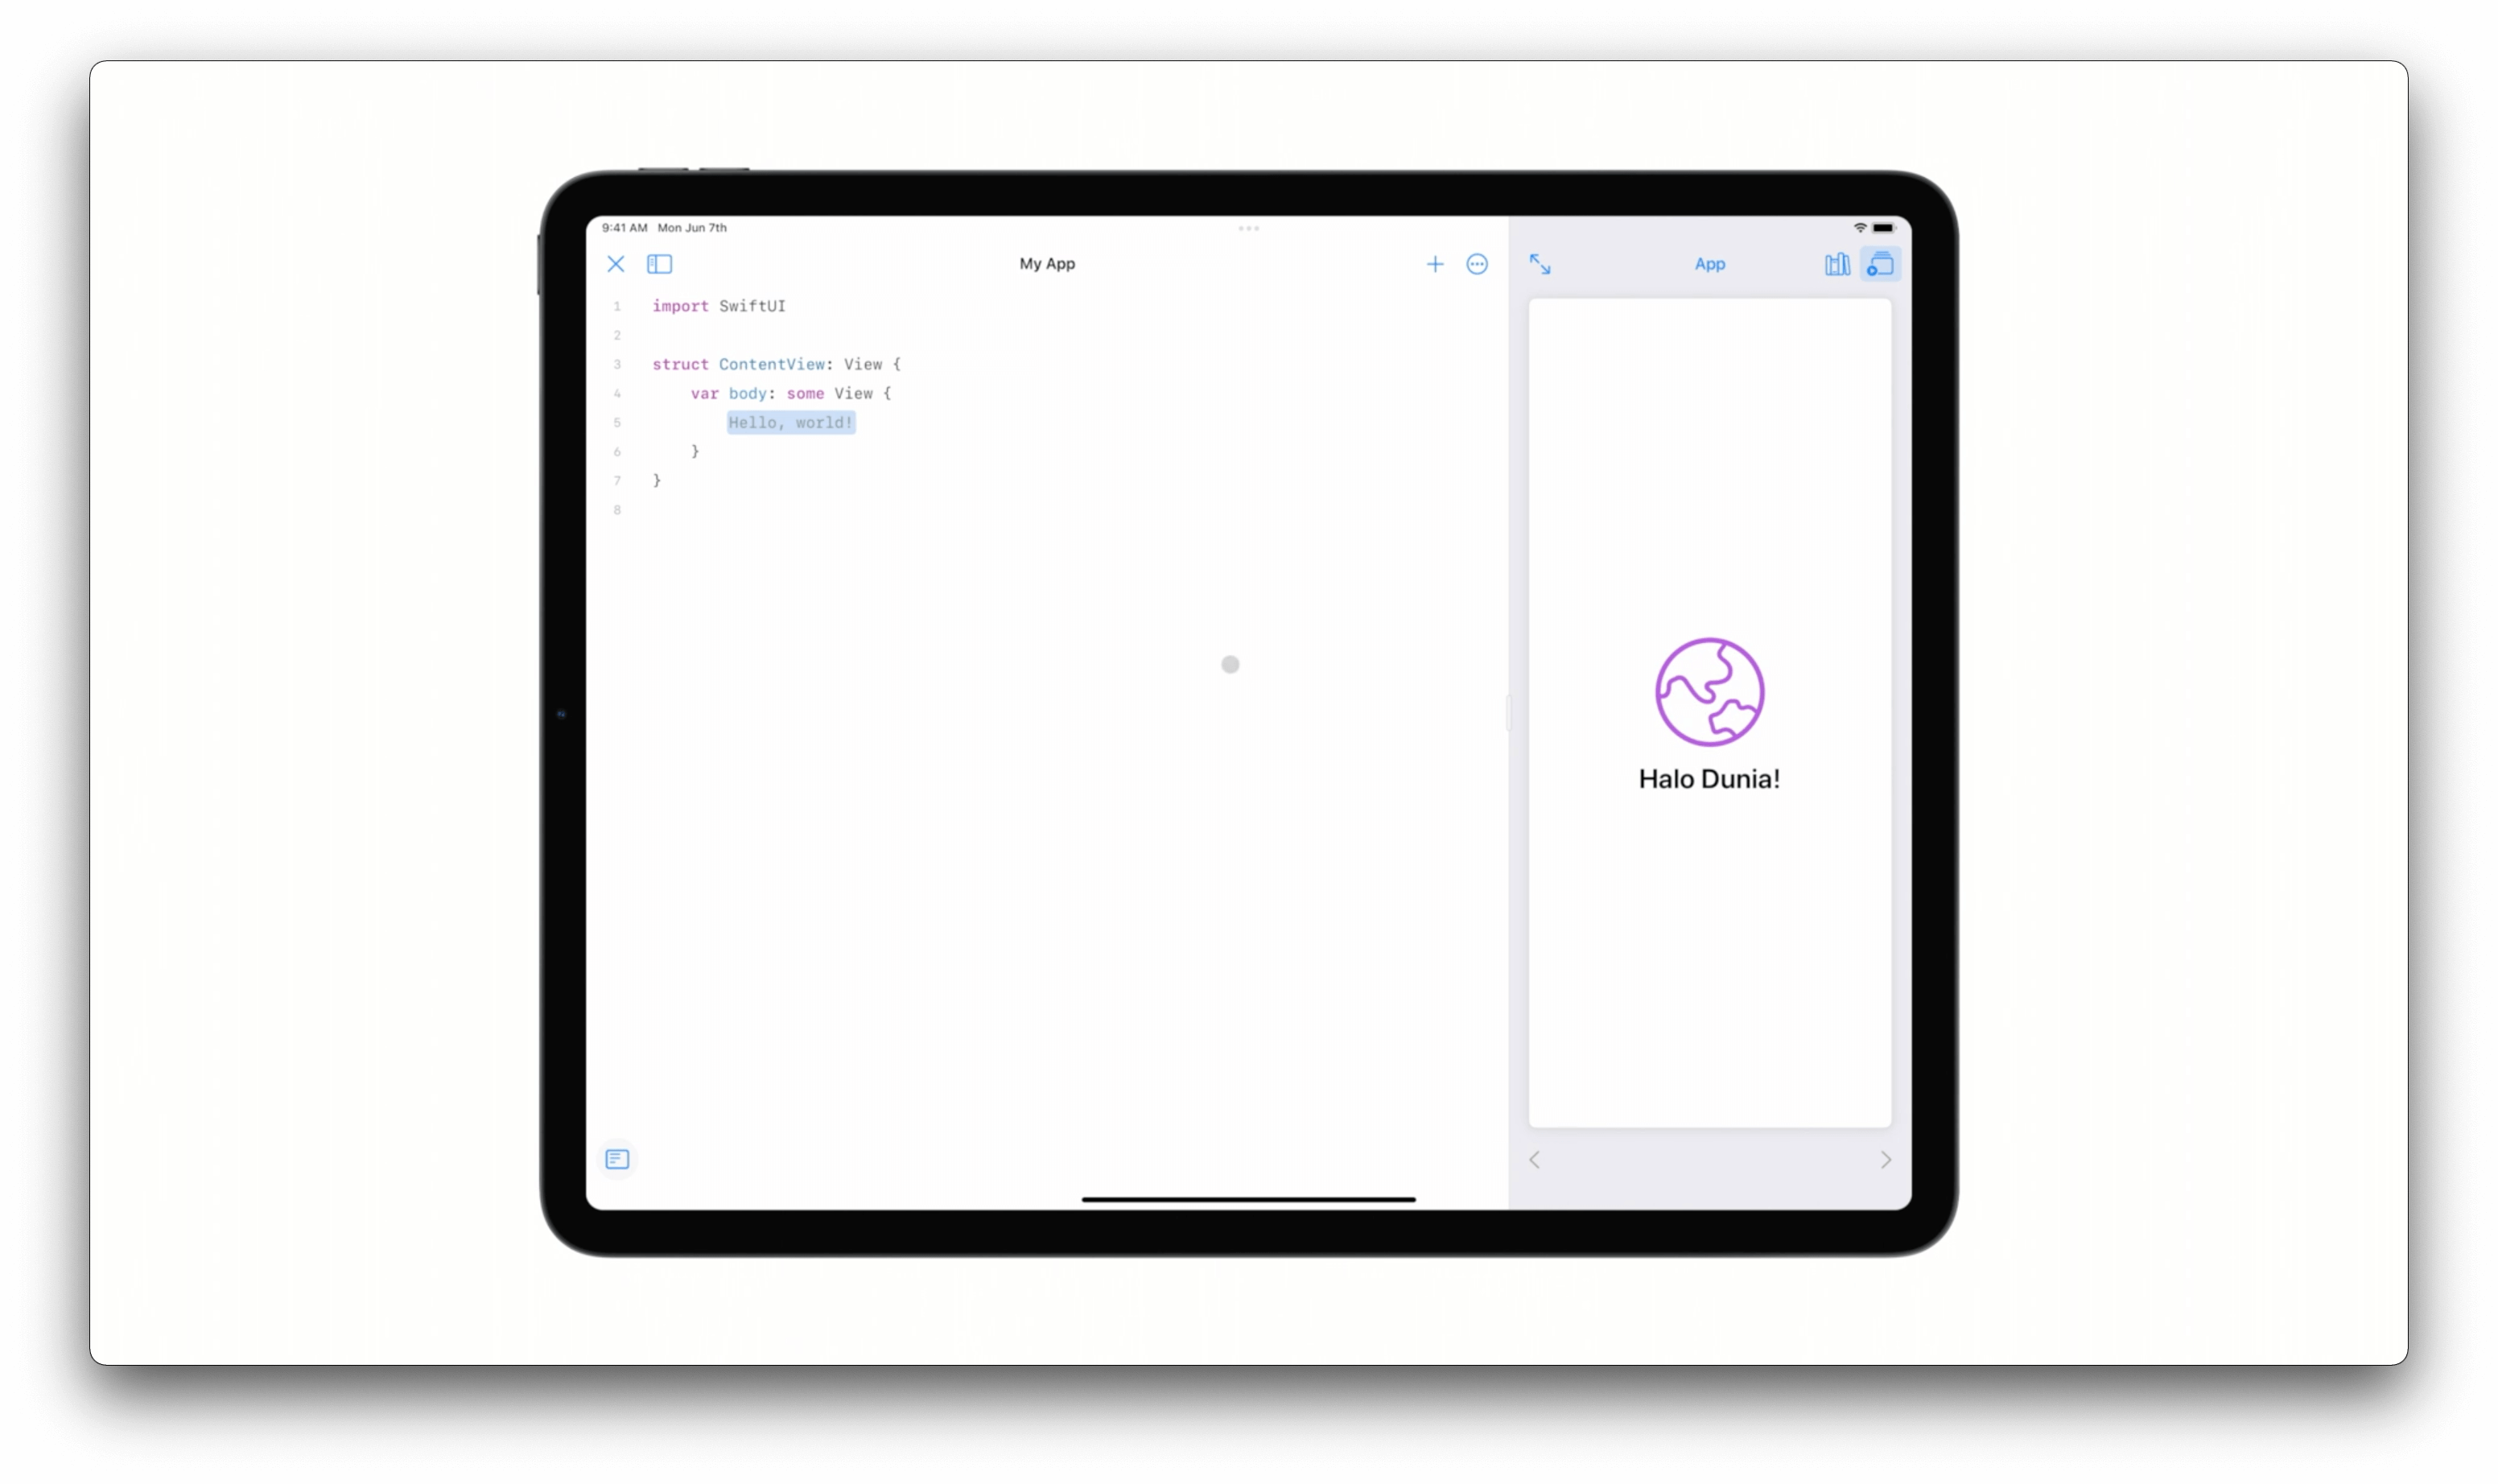 9:41 AM Mon Jun 7th
My App
App
1 import SwiftUI
2
3 struct ContentView: View {
4 var body: some View {
5 Hello, world!
6 }
7 }
8
Halo Dunia!